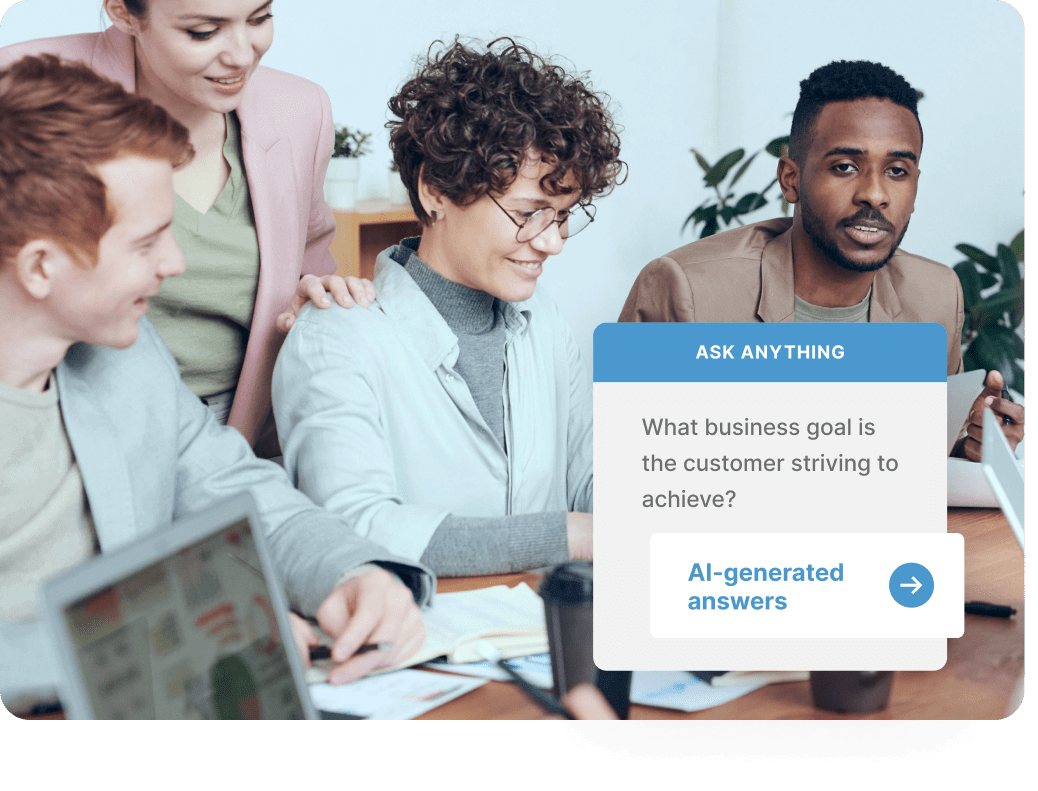 ASK ANYTHING
What business goal is
the customer striving to
achieve?
AI-generated
answers